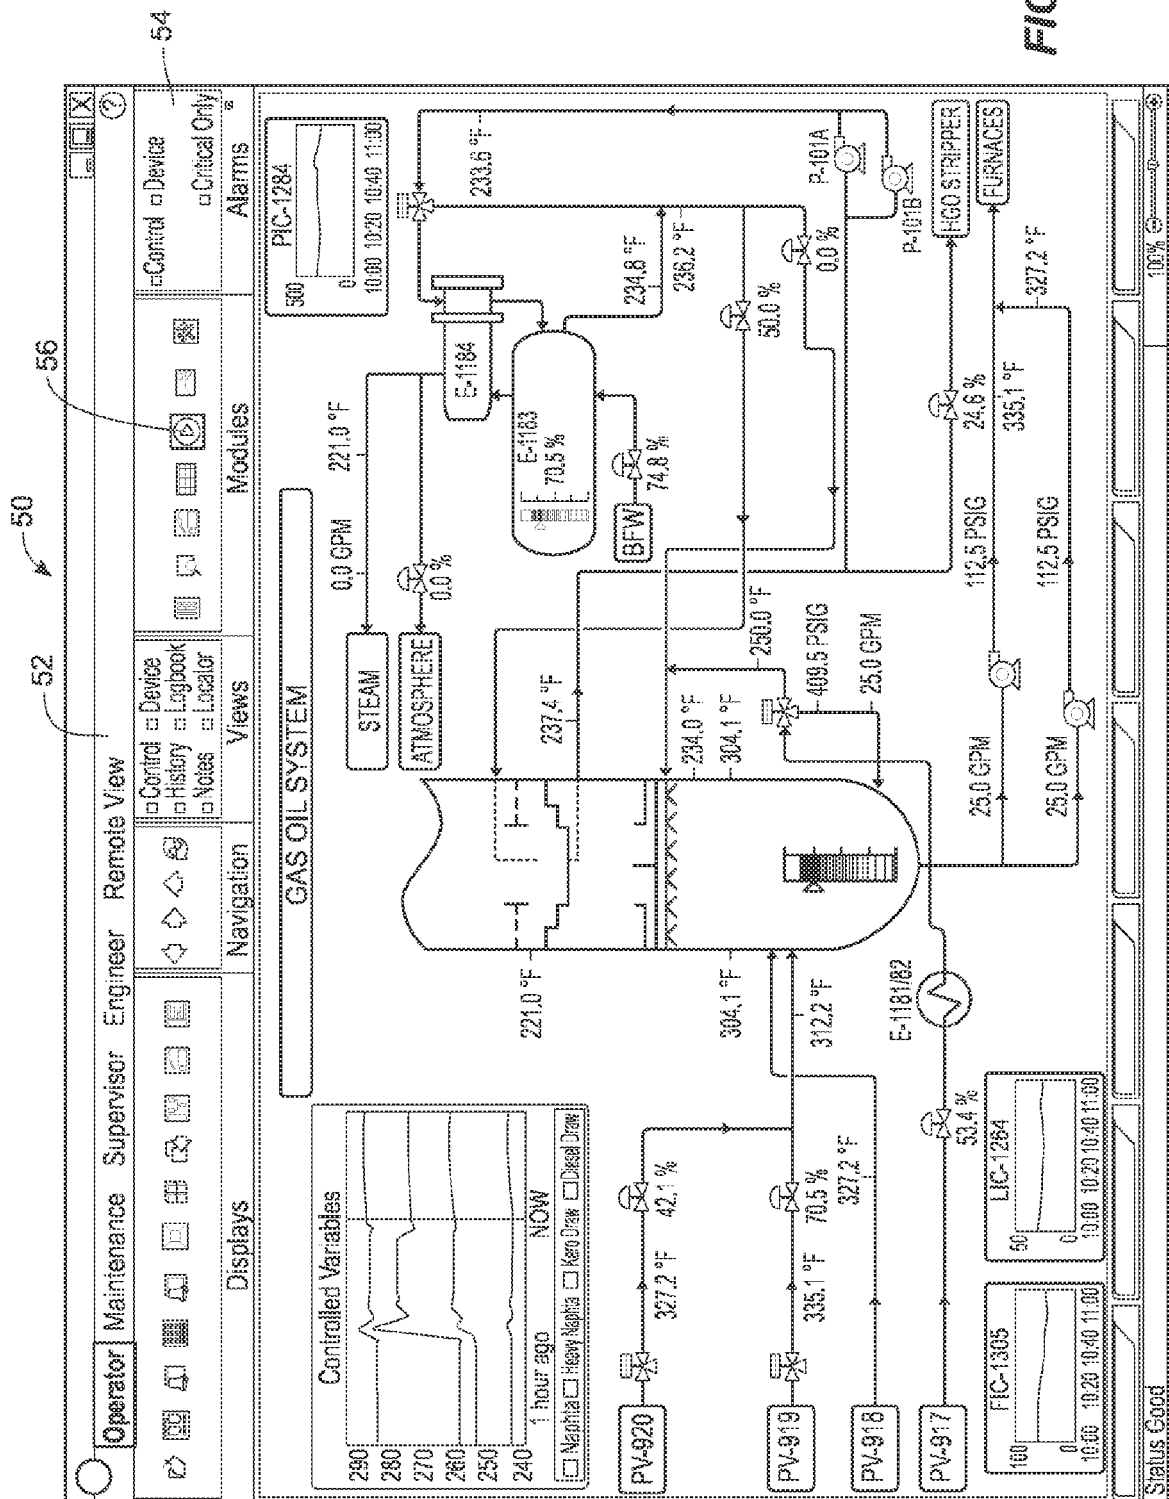 50
52
54
56
FIG
Operator Maintenance Supervisor Engineer Remote View
?
X
Displays
Navigation
Control Device
History Logbook
Notes Locator
Views
Modules
Control Device
Critical Only
Alarms
Controlled Variables
290
280
270
260
250
240
1 hour ago
NOW
Naphta Heavy Naphta Kero Draw Diesel Draw
GAS OIL SYSTEM
PIC-1284
500
0
10:00 10:20 10:40 11:00
STEAM
0.0 GPM
221.0 °F
ATMOSPHERE
0.0 %
E-1184
233.6 °F
E-1183
70.5 %
BFW
74.8 %
234.8 °F
236.2 °F
50.0 %
0.0 %
P-101A
P-101B
HGO STRIPPER
FURNACES
221.0 °F
237.4 °F
250.0 °F
234.0 °F
304.1 °F
409.5 PSIG
25.0 GPM
304.1 °F
312.2 °F
PV-920
327.2 °F
42.1 %
PV-919
335.1 °F
70.5 %
PV-918
327.2 °F
PV-917
53.4 %
E-1181/82
24.6 %
335.1 °F
327.2 °F
112.5 PSIG
112.5 PSIG
25.0 GPM
25.0 GPM
FIC-1305
160
0
10:00 10:20 10:40 11:00
LIC-1264
50
0
10:00 10:20 10:40 11:00
Status Good
100%